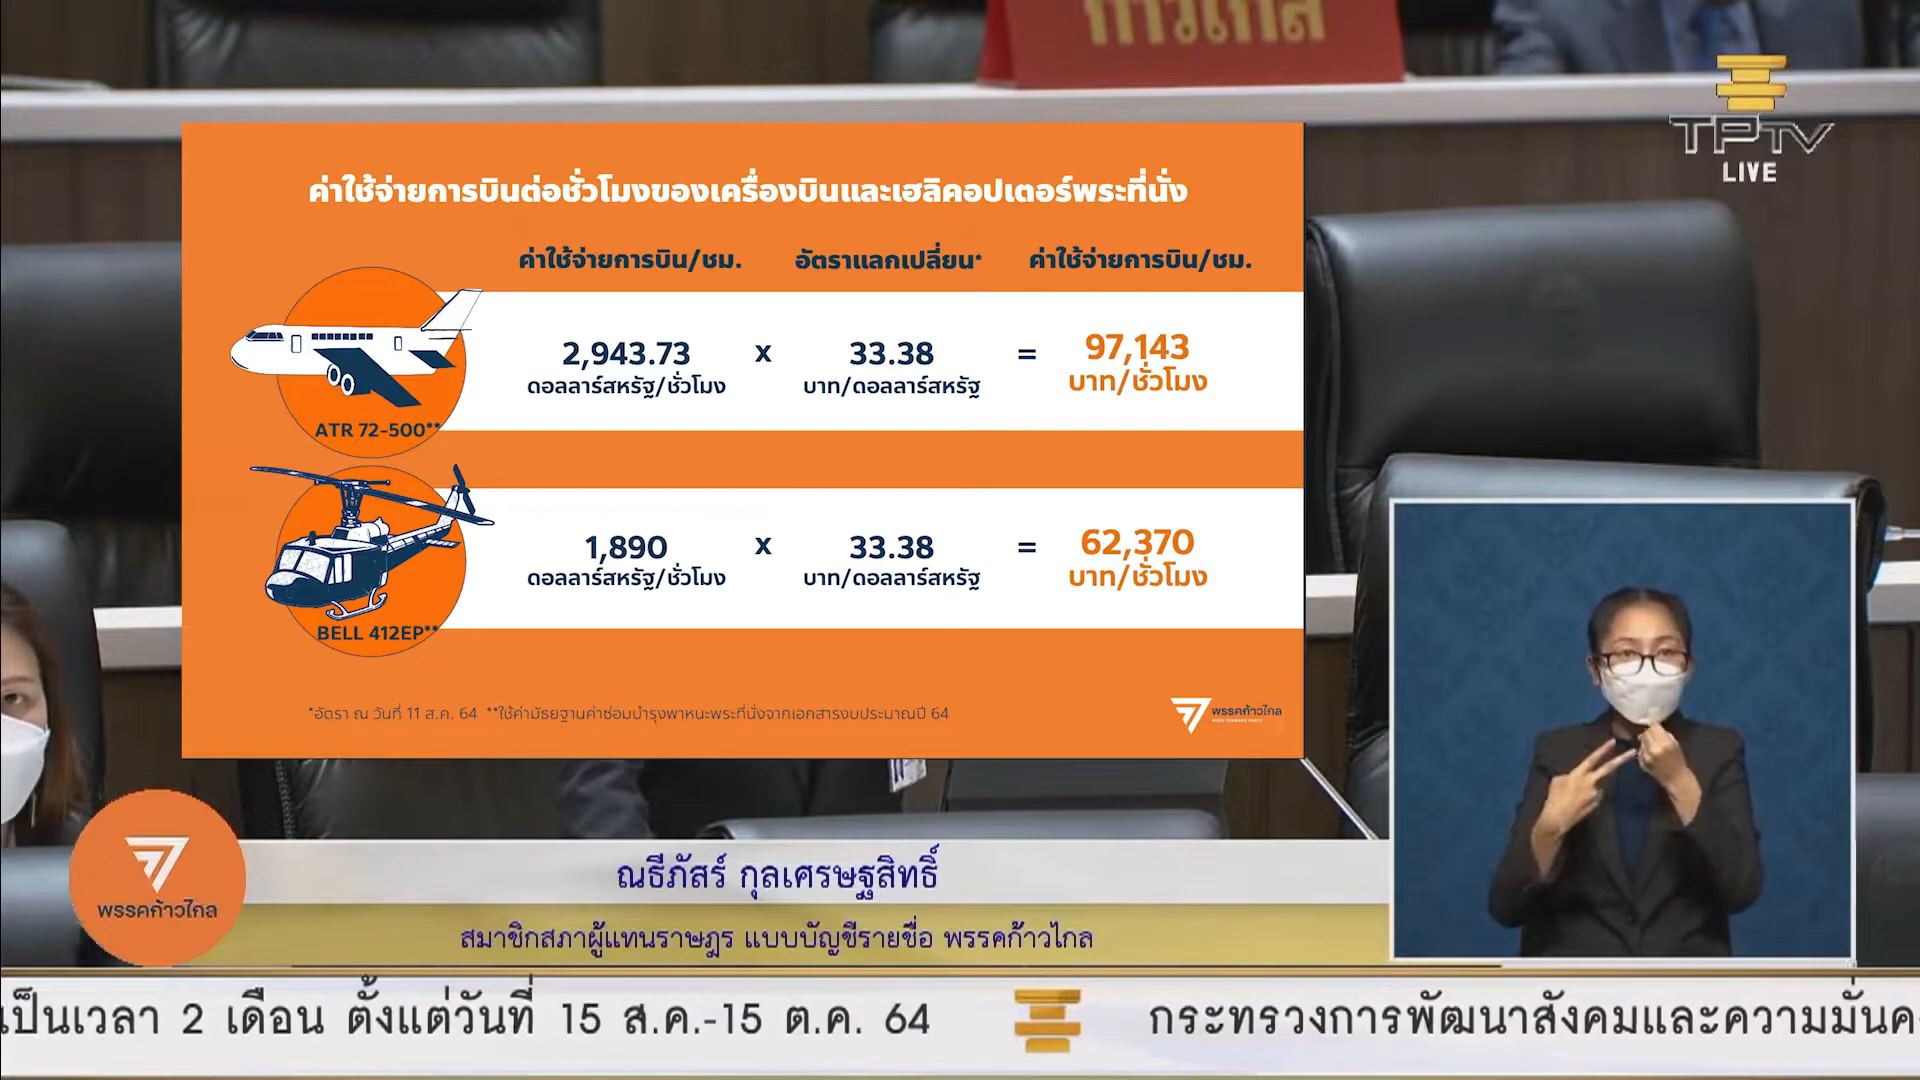 ก้าวไกล
TPTV
LIVE
ค่าใช้จ่ายการบินต่อชั่วโมงของเครื่องบินและเฮลิคอปเตอร์พระที่นั่ง
ค่าใช้จ่ายการบิน/ชม. อัตราแลกเปลี่ยน* ค่าใช้จ่ายการบิน/ชม.
2,943.73 x 33.38 = 97,143
ดอลลาร์สหรัฐ/ชั่วโมง บาท/ดอลลาร์สหรัฐ บาท/ชั่วโมง
ATR 72-500**
1,890 x 33.38 = 62,370
ดอลลาร์สหรัฐ/ชั่วโมง บาท/ดอลลาร์สหรัฐ บาท/ชั่วโมง
BELL 412EP**
*อัตรา ณ วันที่ 11 ส.ค. 64 **ใช้ค่ามัธยฐานค่าซ่อมบำรุงพาหนะพระที่นั่งจากเอกสารงบประมาณปี 64
พรรคก้าวไกล
MOVE FORWARD PARTY
พรรคก้าวไกล
ณธีภัสร์ กุลเศรษฐสิทธิ์
สมาชิกสภาผู้แทนราษฎร แบบบัญชีรายชื่อ พรรคก้าวไกล
เป็นเวลา 2 เดือน ตั้งแต่วันที่ 15 ส.ค.-15 ต.ค. 64 กระทรวงการพัฒนาสังคมและความมั่นค